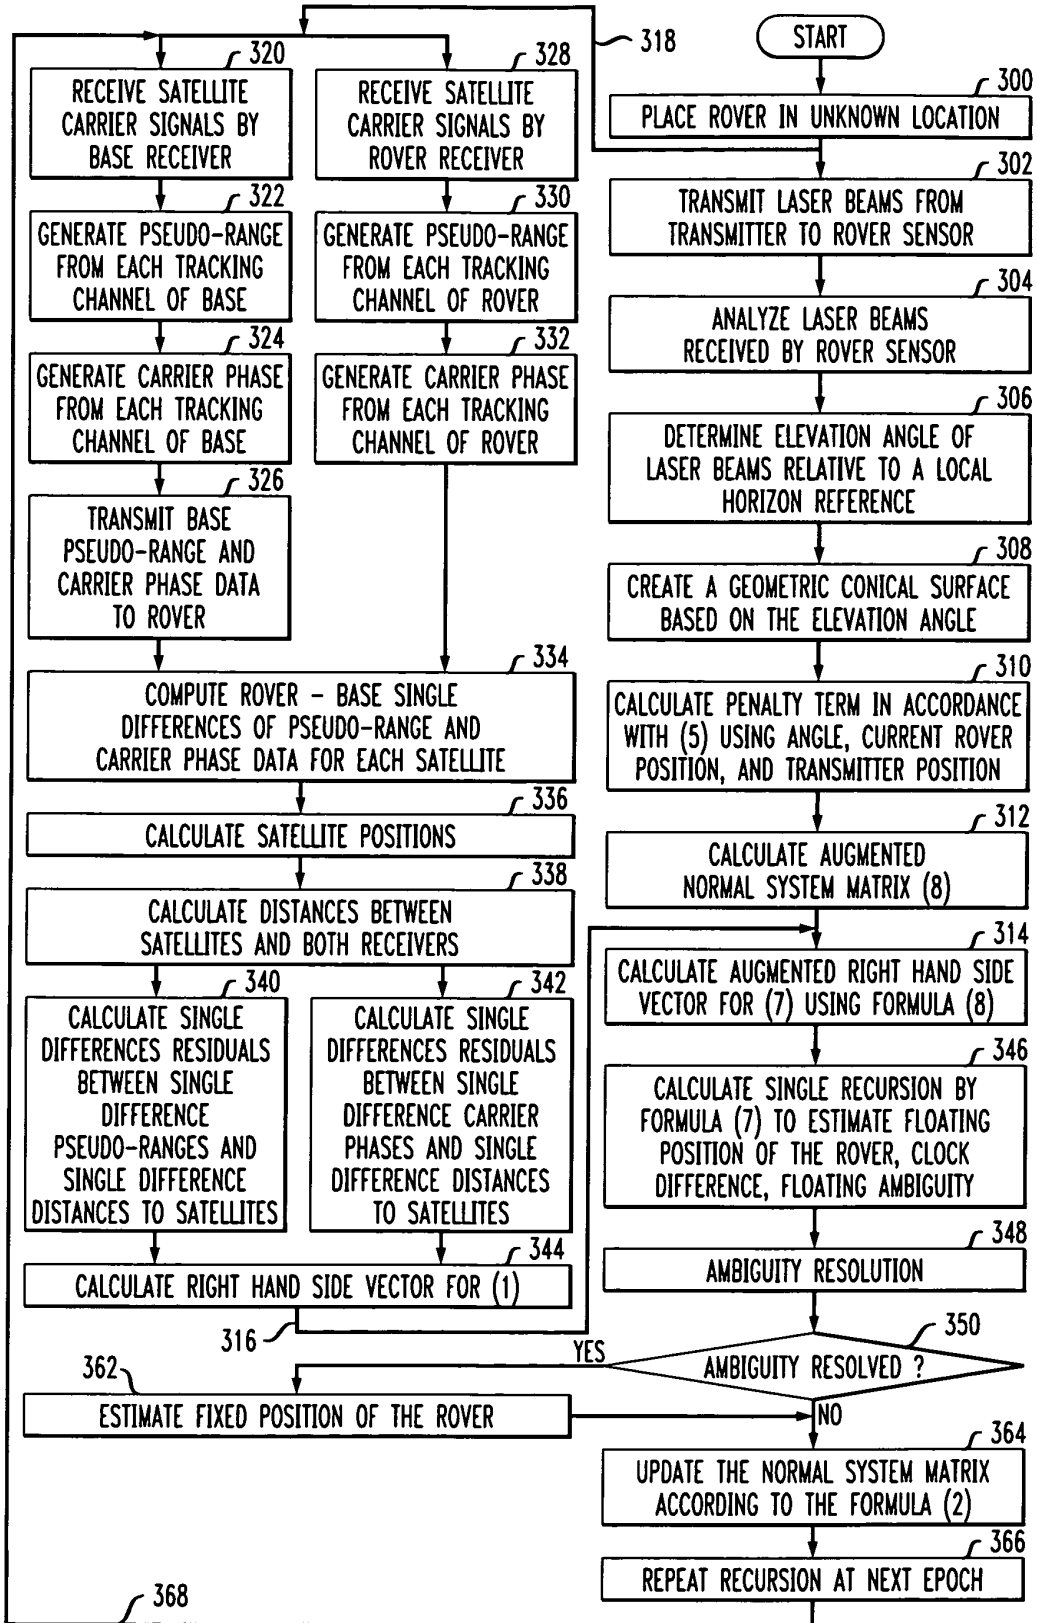 START
318
300
PLACE ROVER IN UNKNOWN LOCATION
320
RECEIVE SATELLITE
CARRIER SIGNALS BY
BASE RECEIVER
328
RECEIVE SATELLITE
CARRIER SIGNALS BY
ROVER RECEIVER
302
TRANSMIT LASER BEAMS FROM
TRANSMITTER TO ROVER SENSOR
322
GENERATE PSEUDO-RANGE
FROM EACH TRACKING
CHANNEL OF BASE
330
GENERATE PSEUDO-RANGE
FROM EACH TRACKING
CHANNEL OF ROVER
304
ANALYZE LASER BEAMS
RECEIVED BY ROVER SENSOR
324
GENERATE CARRIER PHASE
FROM EACH TRACKING
CHANNEL OF BASE
332
GENERATE CARRIER PHASE
FROM EACH TRACKING
CHANNEL OF ROVER
306
DETERMINE ELEVATION ANGLE OF
LASER BEAMS RELATIVE TO A LOCAL
HORIZON REFERENCE
326
TRANSMIT BASE
PSEUDO-RANGE AND
CARRIER PHASE DATA
TO ROVER
308
CREATE A GEOMETRIC CONICAL SURFACE
BASED ON THE ELEVATION ANGLE
334
COMPUTE ROVER – BASE SINGLE
DIFFERENCES OF PSEUDO-RANGE AND
CARRIER PHASE DATA FOR EACH SATELLITE
310
CALCULATE PENALTY TERM IN ACCORDANCE
WITH (5) USING ANGLE, CURRENT ROVER
POSITION, AND TRANSMITTER POSITION
336
CALCULATE SATELLITE POSITIONS
312
CALCULATE AUGMENTED
NORMAL SYSTEM MATRIX (8)
338
CALCULATE DISTANCES BETWEEN
SATELLITES AND BOTH RECEIVERS
314
CALCULATE AUGMENTED RIGHT HAND SIDE
VECTOR FOR (7) USING FORMULA (8)
340
CALCULATE SINGLE
DIFFERENCES RESIDUALS
BETWEEN SINGLE
DIFFERENCE
PSEUDO-RANGES AND
SINGLE DIFFERENCE
DISTANCES TO SATELLITES
342
CALCULATE SINGLE
DIFFERENCES RESIDUALS
BETWEEN SINGLE
DIFFERENCE CARRIER
PHASES AND SINGLE
DIFFERENCE DISTANCES
TO SATELLITES
346
CALCULATE SINGLE RECURSION BY
FORMULA (7) TO ESTIMATE FLOATING
POSITION OF THE ROVER, CLOCK
DIFFERENCE, FLOATING AMBIGUITY
344
CALCULATE RIGHT HAND SIDE VECTOR FOR (1)
316
348
AMBIGUITY RESOLUTION
350
AMBIGUITY RESOLVED ?
YES
NO
362
ESTIMATE FIXED POSITION OF THE ROVER
364
UPDATE THE NORMAL SYSTEM MATRIX
ACCORDING TO THE FORMULA (2)
366
REPEAT RECURSION AT NEXT EPOCH
368